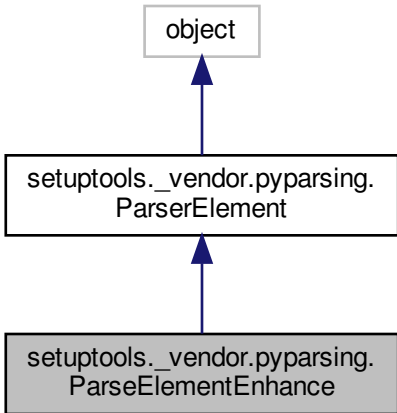 object
setuptools._vendor.pyparsing.
ParserElement
setuptools._vendor.pyparsing.
ParseElementEnhance